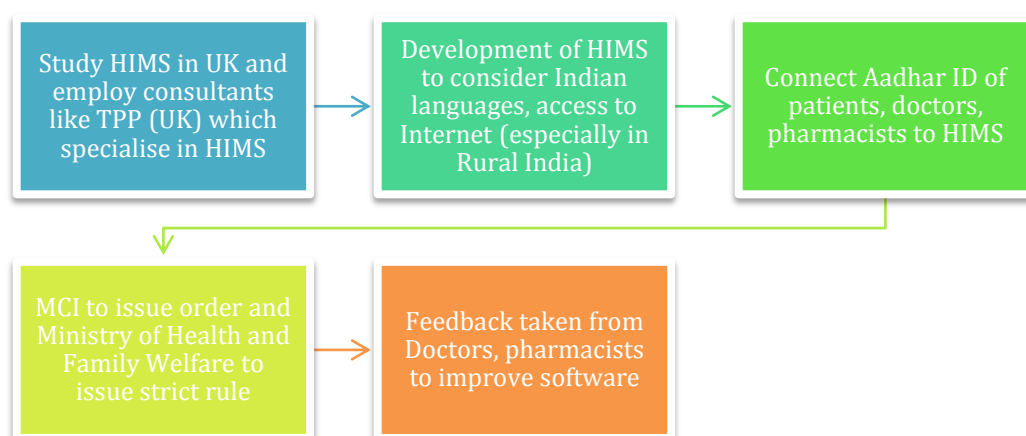 Study HIMS in UK and
employ consultants
like TPP (UK) which
specialise in HIMS
Development of HIMS
to consider Indian
languages, access to
Internet (especially in
Rural India)
Connect Aadhar ID of
patients, doctors,
pharmacists to HIMS
MCI to issue order and
Ministry of Health and
Family Welfare to
issue strict rule
Feedback taken from
Doctors, pharmacists
to improve software